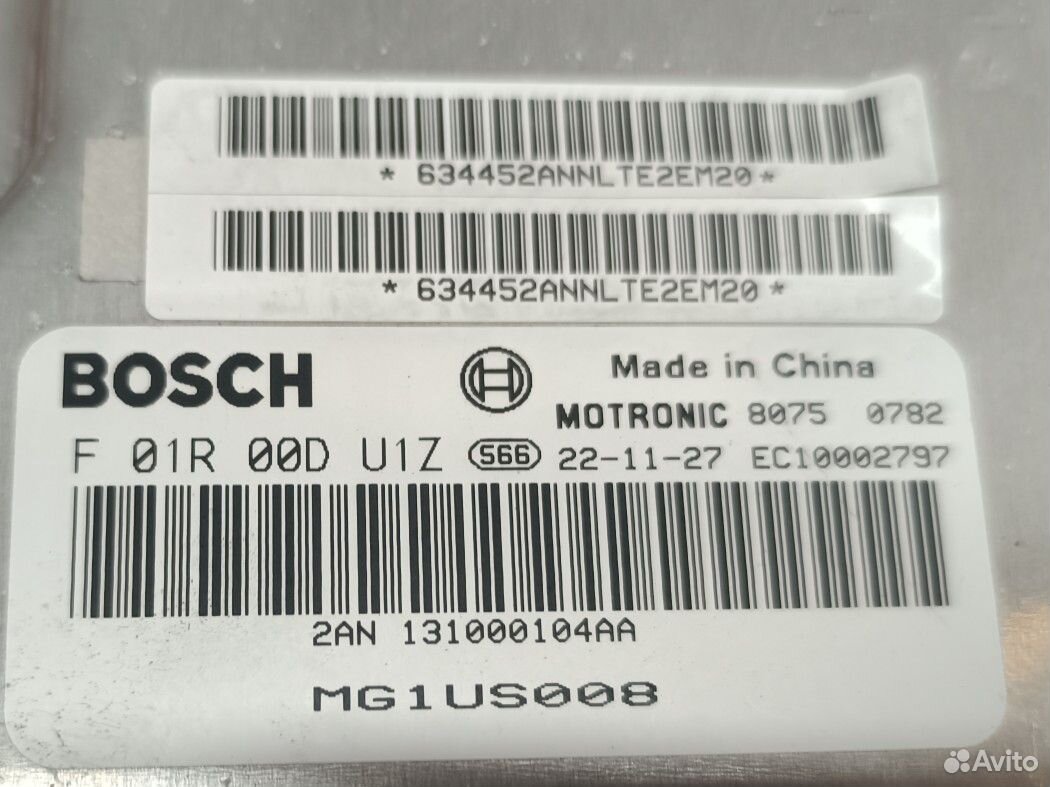 * 634452ANNLTE2EM20*
* 634452ANNLTE2EM20*
BOSCH
Made in China
MOTRONIC 8075 0782
F 01R 00D U1Z 566 22-11-27 EC10002797
2AN 131000104AA
MG1US008
Avito